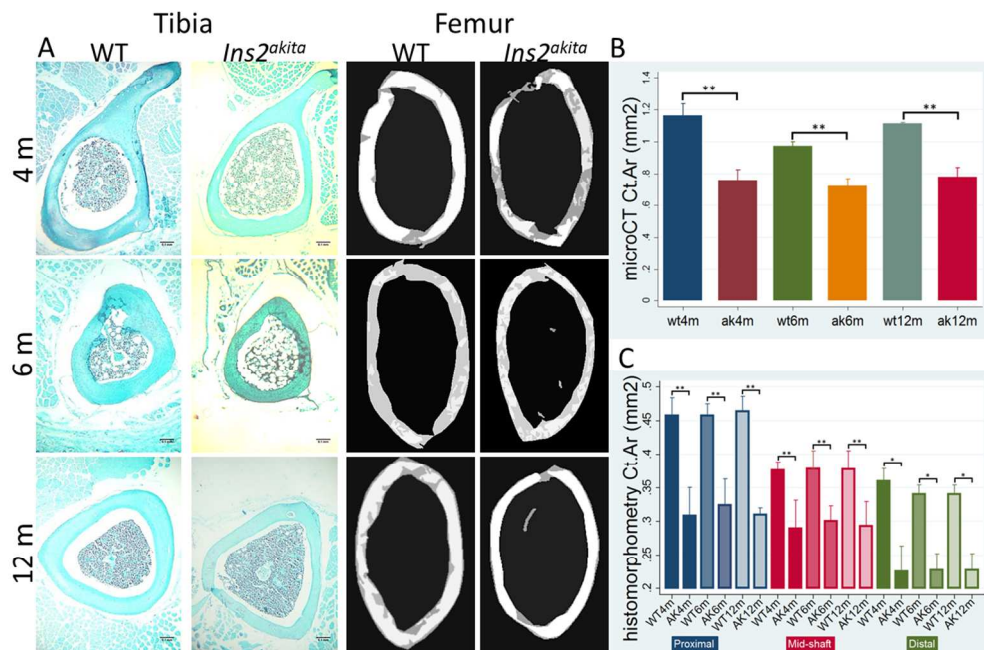 Tibia
Femur
A
WT
Ins2akita
WT
Ins2akita
4 m
6 m
12 m
B
microCT Ct.Ar (mm2)
1.4
1.2
1
.8
.6
.4
.2
0
**
**
**
wt4m
ak4m
wt6m
ak6m
wt12m
ak12m
C
histomorphometry Ct.Ar (mm2)
.5
.45
.4
.35
.3
.25
.2
**
**
**
**
**
**
*
*
*
WT4m
AK4m
WT6m
AK6m
WT12m
AK12m
WT4m
AK4m
WT6m
AK6m
WT12m
AK12m
WT4m
AK4m
WT6m
AK6m
WT12m
AK12m
Proximal
Mid-shaft
Distal